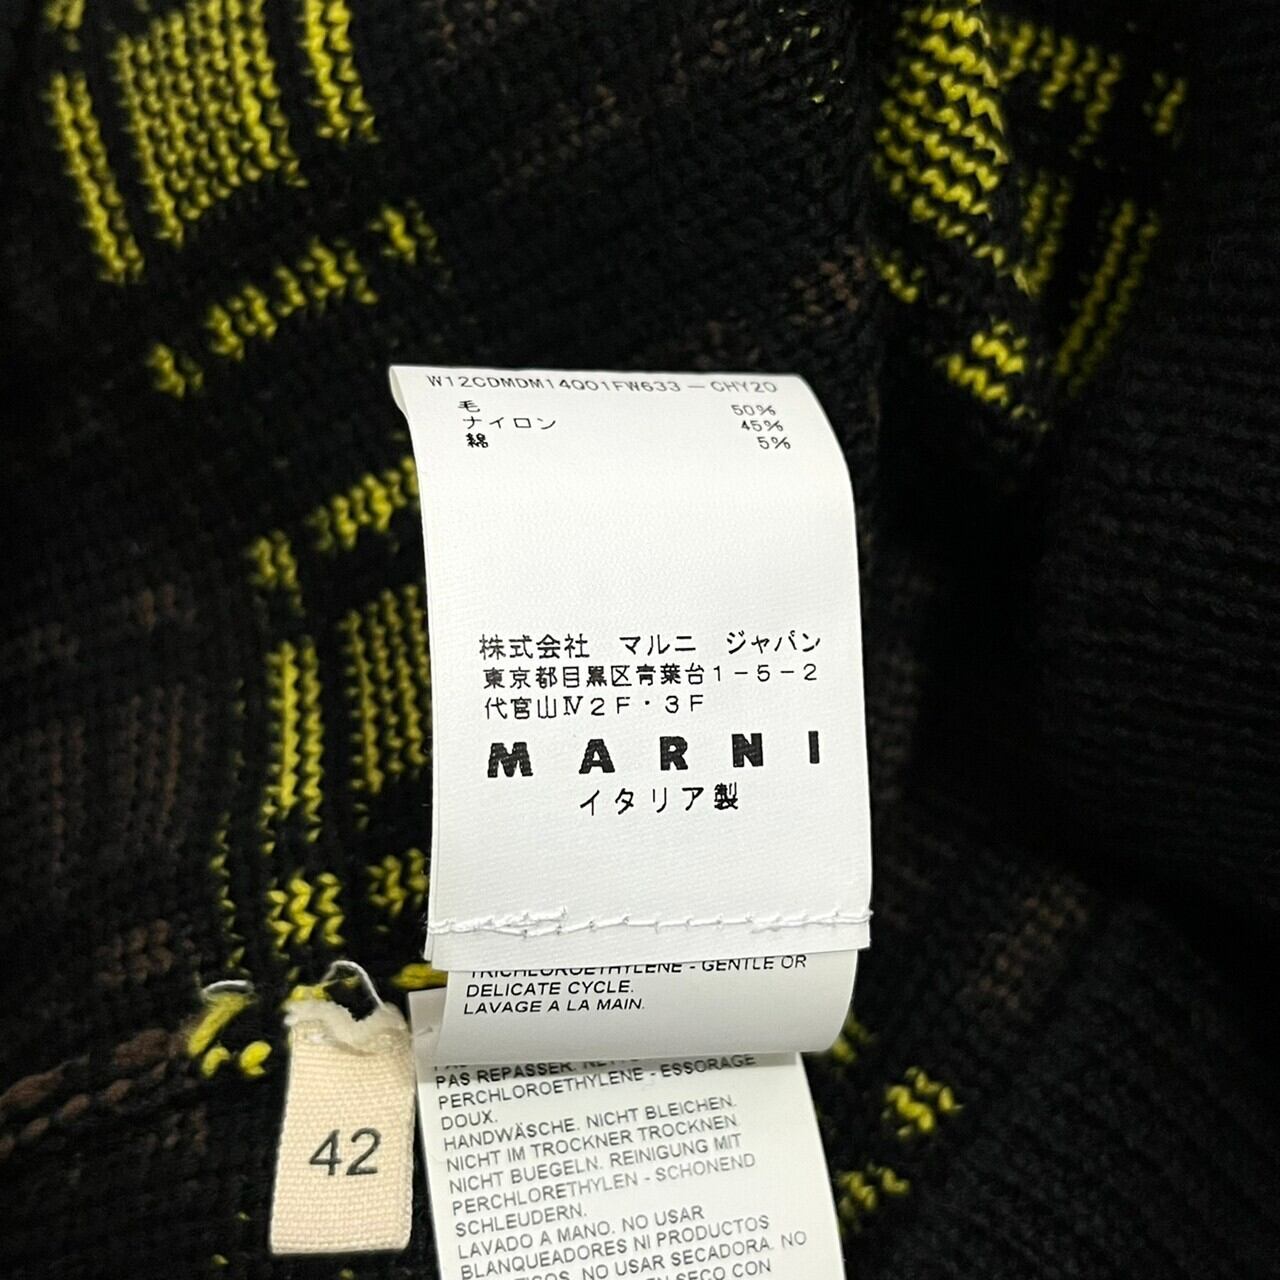 W12CDMDM14Q01FW633-CHY20
毛 50%
ナイロン 45%
綿 5%
株式会社 マルニ ジャパン
東京都目黒区青葉台1-5-2
代官山Ⅳ2F・3F
MARNI
イタリア製
TRICHLOROETHYLENE - GENTLE OR
DELICATE CYCLE.
LAVAGE A LA MAIN.
PAS REPASSER.
PERCHLOROETHYLENE - ESSORAGE
DOUX.
HANDWÄSCHE. NICHT BLEICHEN.
NICHT IM TROCKNER TROCKNEN.
NICHT BUEGELN. REINIGUNG MIT
PERCHLORETHYLEN - SCHONEND
SCHLEUDERN.
LAVADO A MANO. NO USAR
BLANQUEADORES NI PRODUCTOS
NO USAR SECADORA. NO
EN SECO CON
42